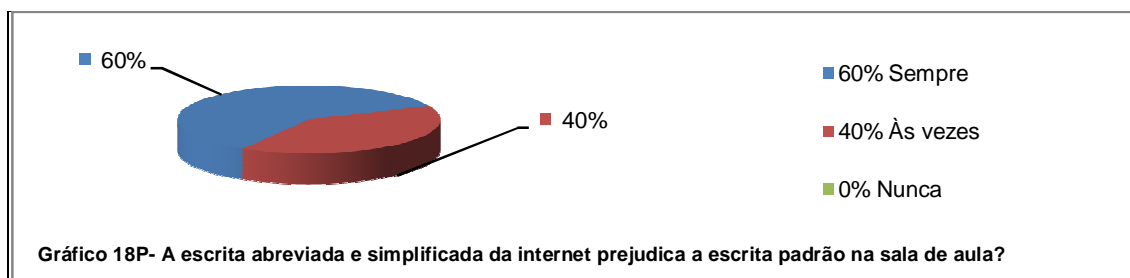 60%
60% Sempre
40%
40% Às vezes
0% Nunca
Gráfico 18P- A escrita abreviada e simplificada da internet prejudica a escrita padrão na sala de aula?